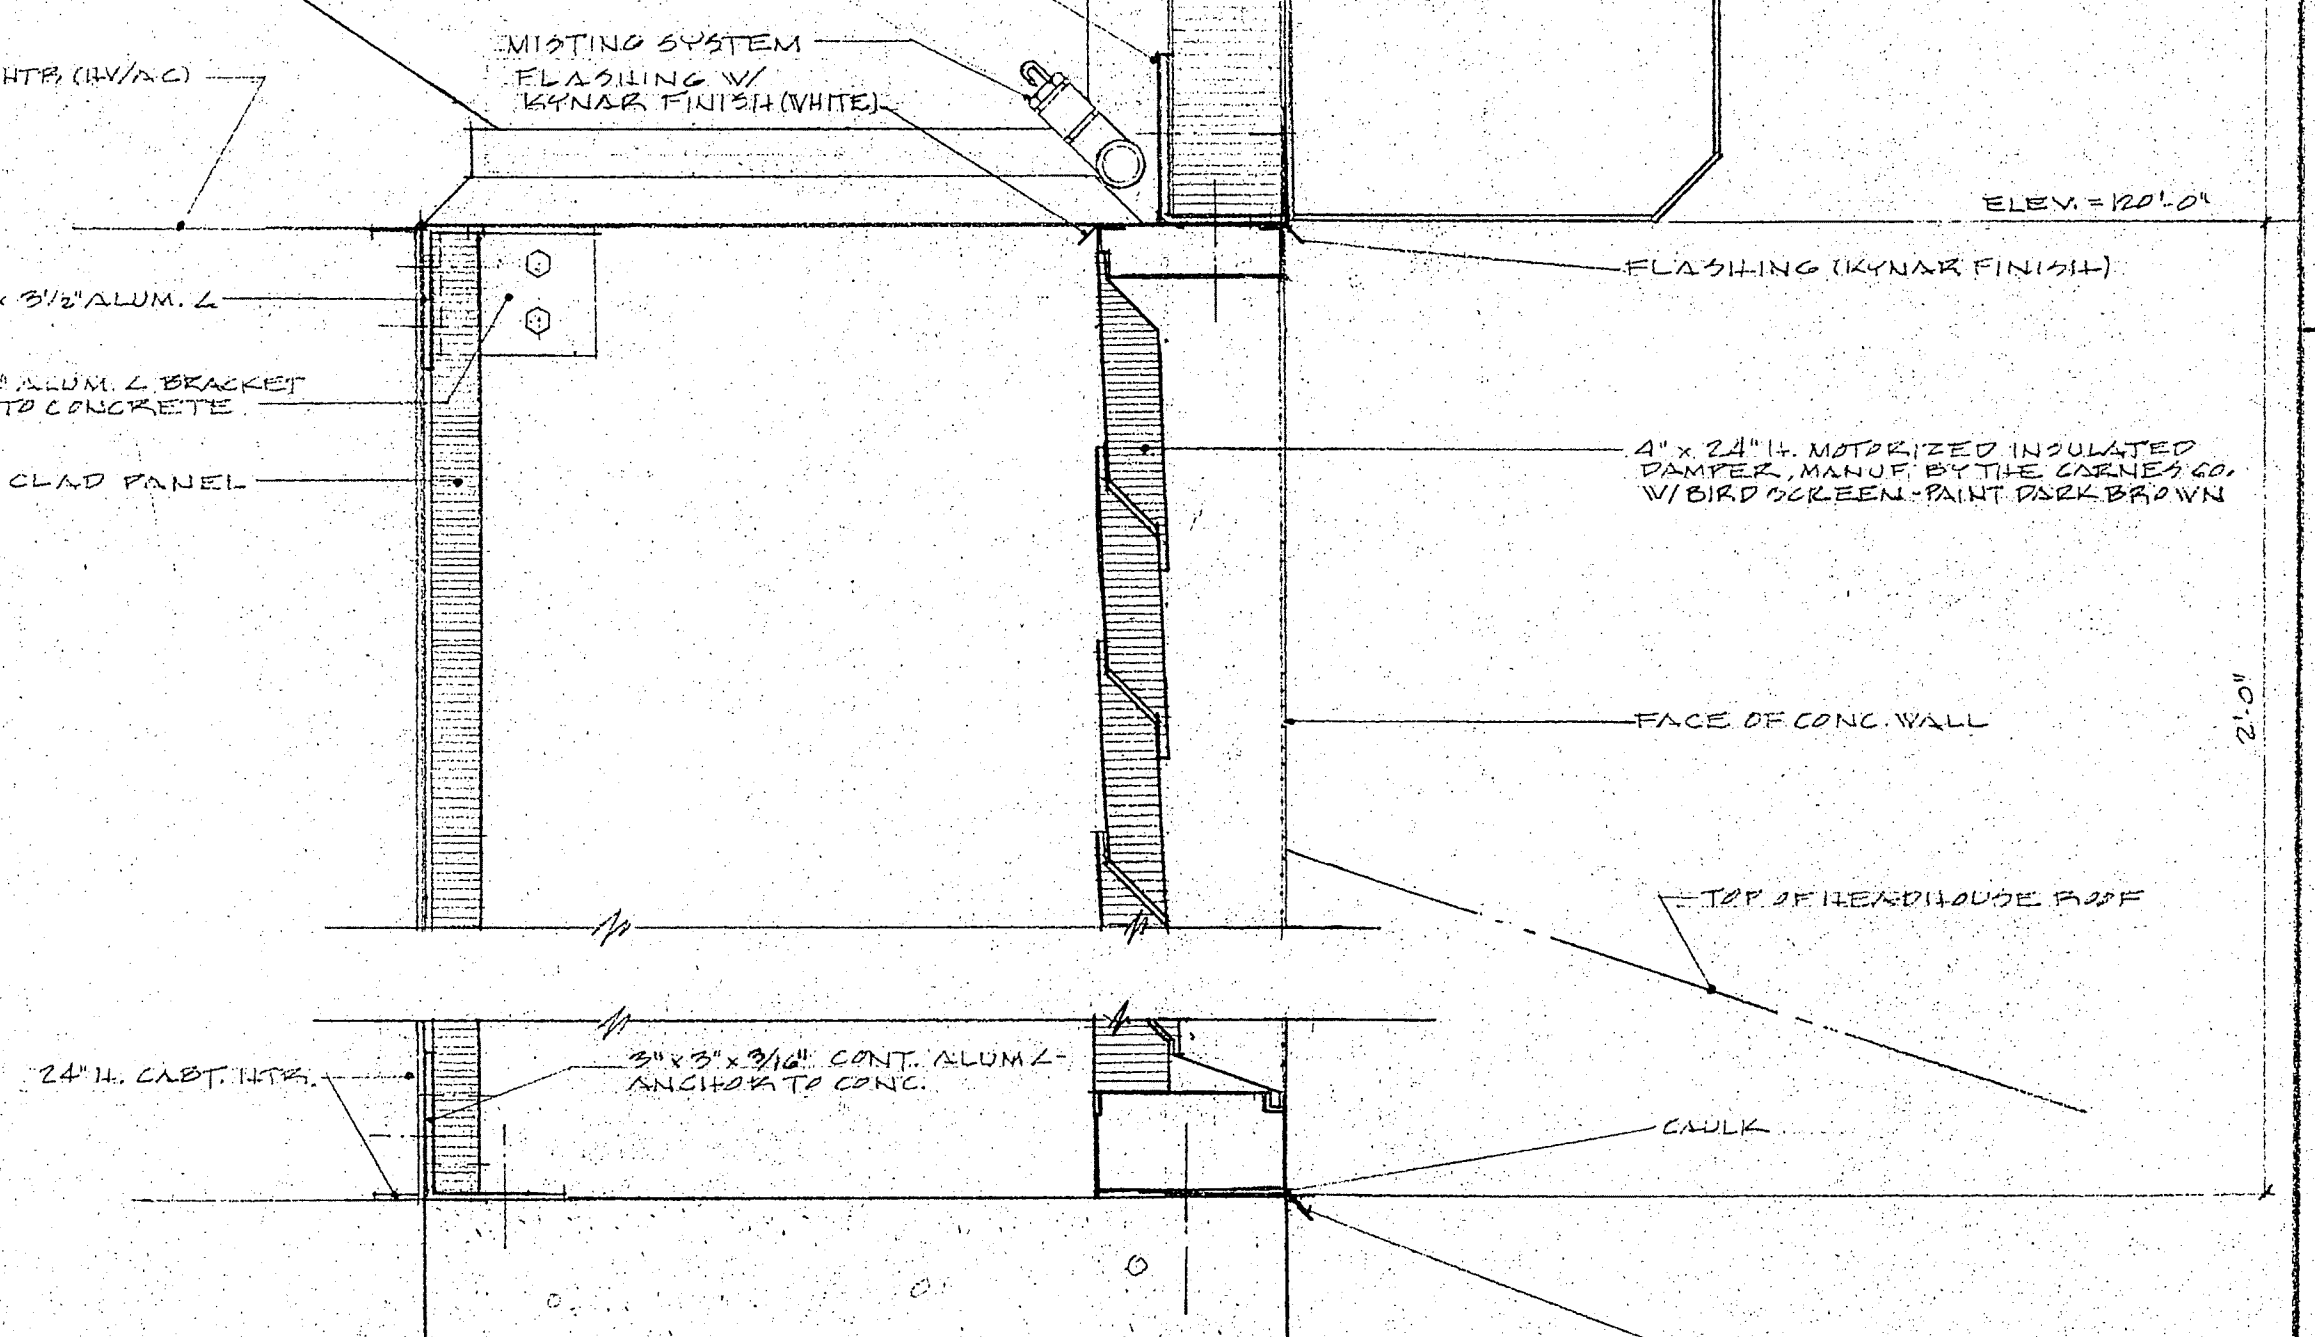 MISTING SYSTEM
FLASHING W/
KYNAR FINISH (WHITE)
HTR (HV/AC)
ELEV. = 120'-0"
FLASHING (KYNAR FINISH)
x 3 1/2" ALUM. L
" ALUM. L BRACKET
TO CONCRETE
CLAD PANEL
4" x 24" H. MOTORIZED INSULATED
DAMPER, MANUF. BY THE CARNES CO.
W/ BIRD SCREEN - PAINT DARK BROWN
FACE OF CONC. WALL
2'-0"
TOP OF HEADHOUSE ROOF
24" H. CABT. HTR.
3" x 3" x 3/16" CONT. ALUM L-
ANCHOR TO CONC.
CAULK